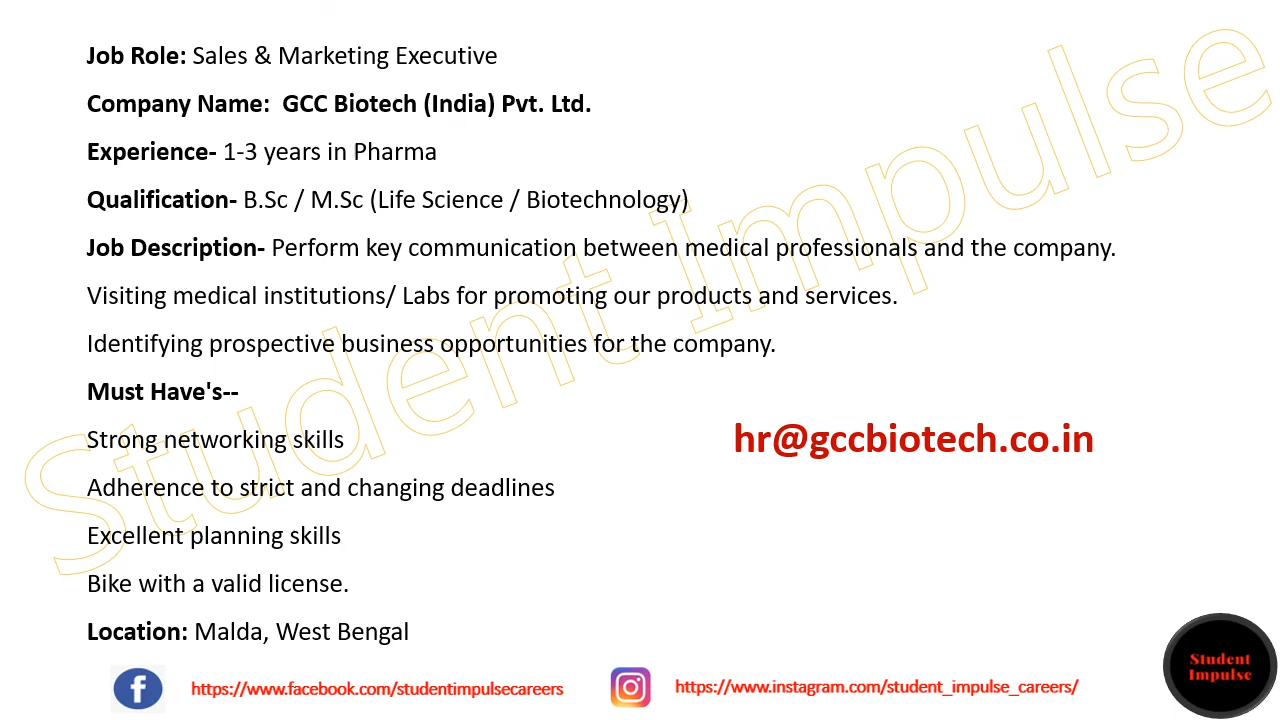 Job Role: Sales & Marketing Executive
Company Name:  GCC Biotech (India) Pvt. Ltd.
Experience- 1-3 years in Pharma
Qualification- B.Sc / M.Sc (Life Science / Biotechnology)
Job Description- Perform key communication between medical professionals and the company.
Visiting medical institutions/ Labs for promoting our products and services.
Identifying prospective business opportunities for the company.
Must Have's--
Strong networking skills
hr@gccbiotech.co.in
Adherence to strict and changing deadlines
Excellent planning skills
Bike with a valid license.
Location: Malda, West Bengal
https://www.facebook.com/studentimpulsecareers
https://www.instagram.com/student_impulse_careers/
Student
Impulse
Student Impulse